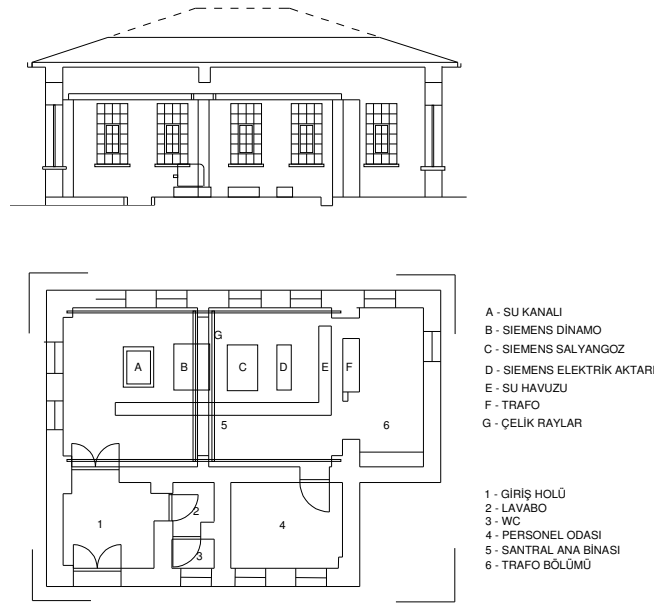 A
B
C
D
E
F
G
5
6
1
2
3
4
A - SU KANALI
B - SIEMENS DİNAMO
C - SIEMENS SALYANGOZ
D - SIEMENS ELEKTRİK AKTARI
E - SU HAVUZU
F - TRAFO
G - ÇELİK RAYLAR
1 - GİRİŞ HOLÜ
2 - LAVABO
3 - WC
4 - PERSONEL ODASI
5 - SANTRAL ANA BİNASI
6 - TRAFO BÖLÜMÜ